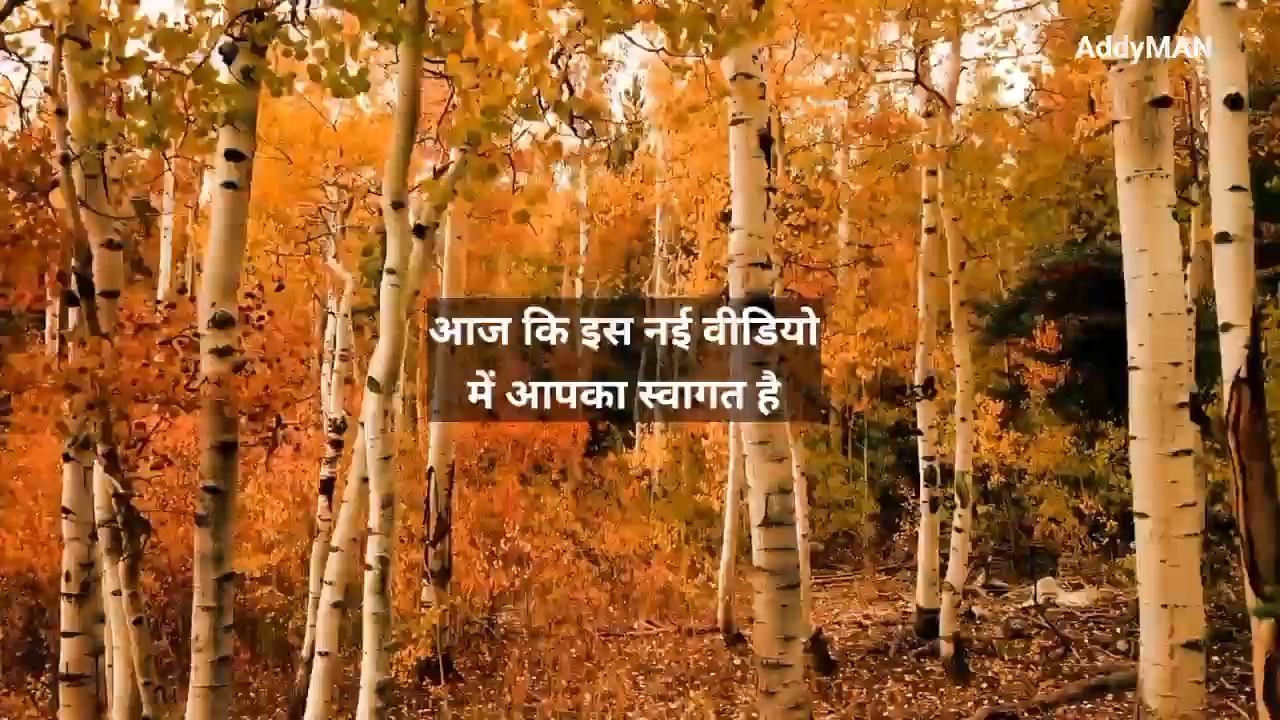 AddyMAN
आज कि इस नई वीडियो
में आपका स्वागत है